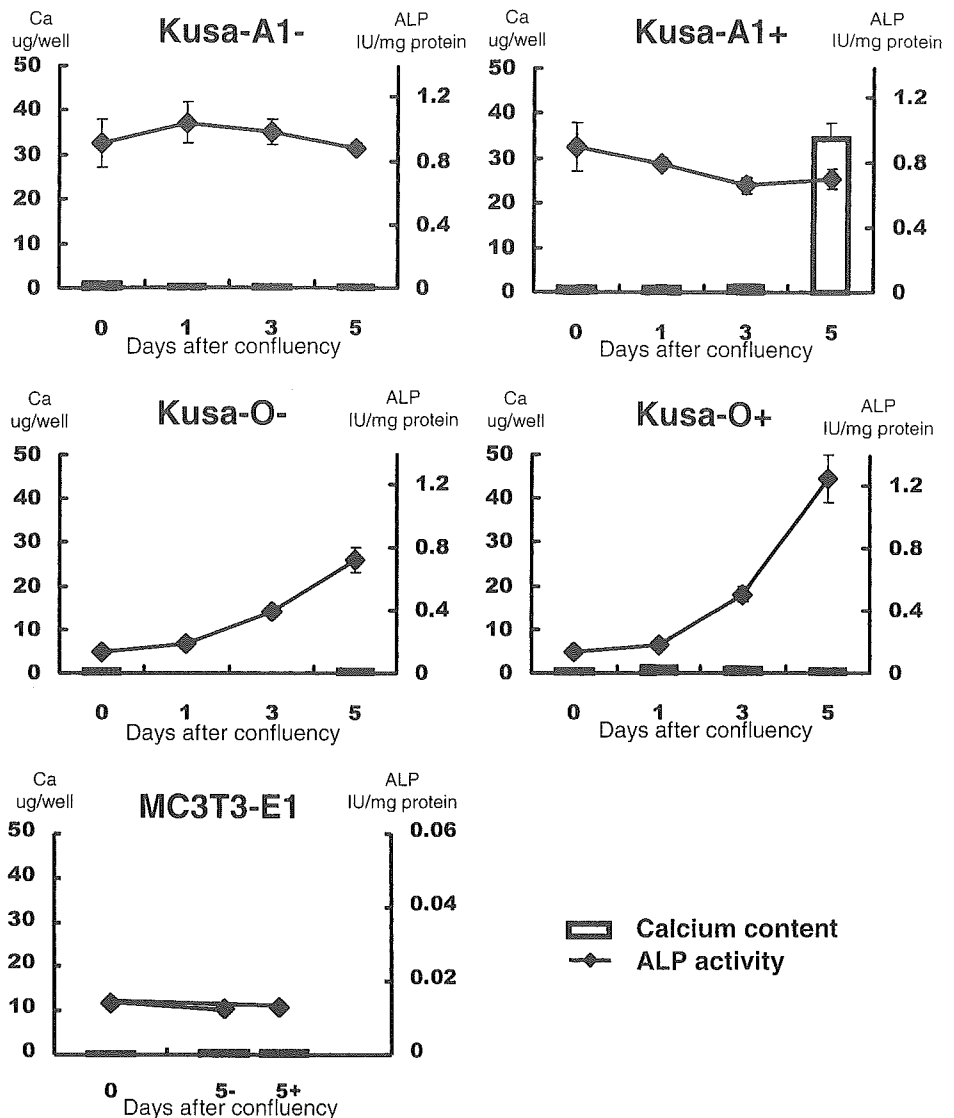 Ca
ug/well
Kusa-A1-
ALP
IU/mg protein
50
40
30
20
10
0
1.2
0.8
0.4
0
0 1 3 5
Days after confluency
Ca
ug/well
Kusa-A1+
ALP
IU/mg protein
50
40
30
20
10
0
1.2
0.8
0.4
0
0 1 3 5
Days after confluency
Ca
ug/well
Kusa-O-
ALP
IU/mg protein
50
40
30
20
10
0
1.2
0.8
0.4
0
0 1 3 5
Days after confluency
Ca
ug/well
Kusa-O+
ALP
IU/mg protein
50
40
30
20
10
0
1.2
0.8
0.4
0
0 1 3 5
Days after confluency
Ca
ug/well
MC3T3-E1
ALP
IU/mg protein
50
40
30
20
10
0
0.06
0.04
0.02
0
0 5- 5+
Days after confluency
Calcium content
ALP activity